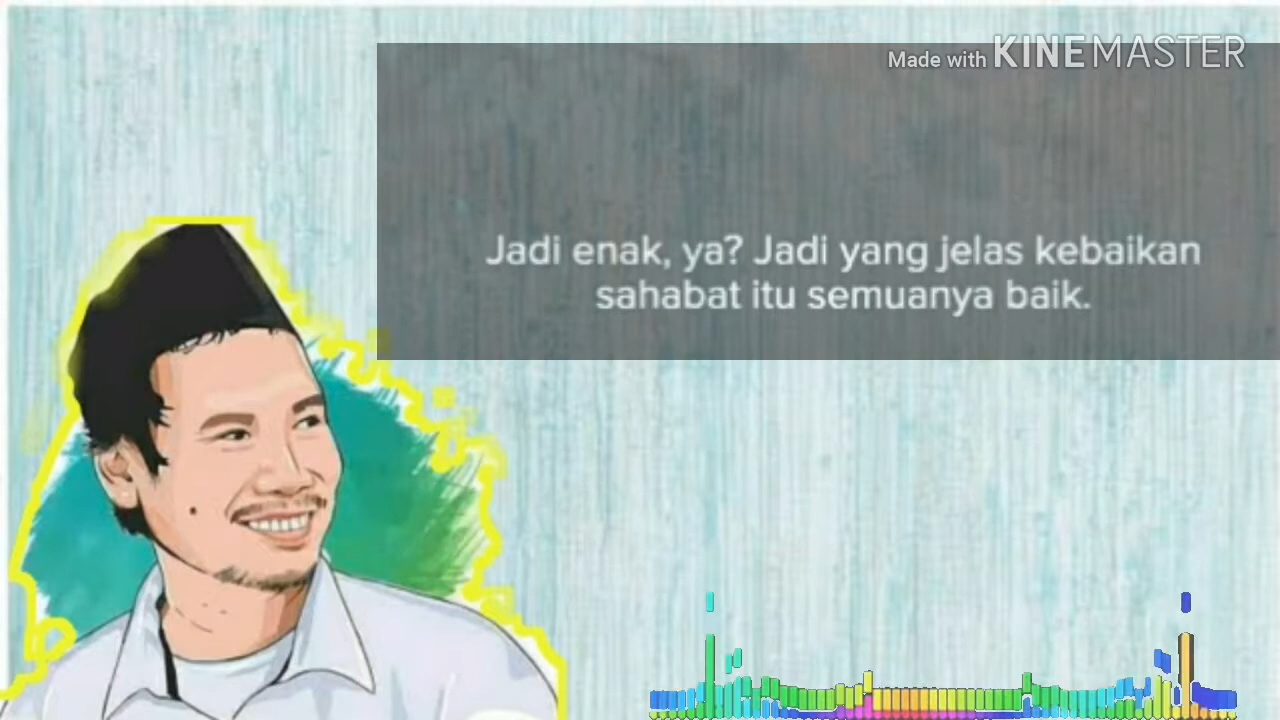 Made with KINEMASTER
Jadi enak, ya? Jadi yang jelas kebaikan
sahabat itu semuanya baik.